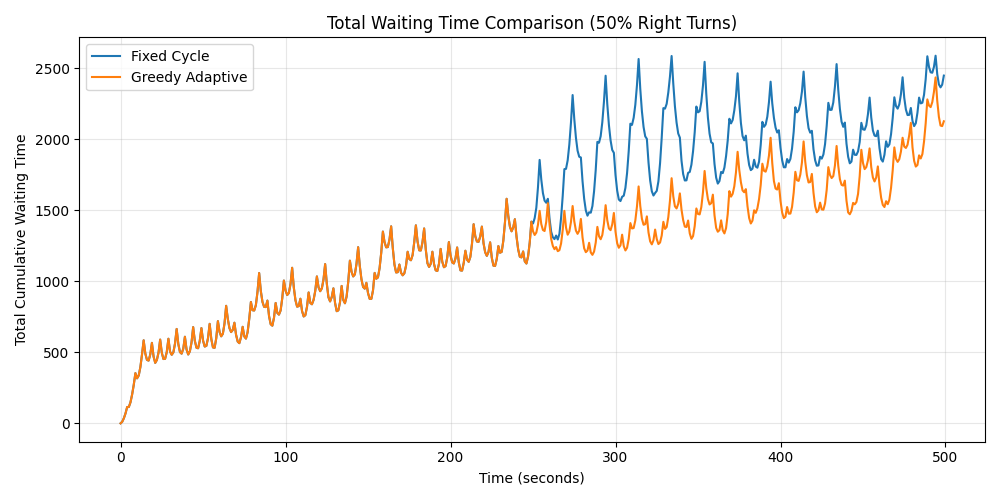 Total Waiting Time Comparison (50% Right Turns)
Fixed Cycle
Greedy Adaptive
Total Cumulative Waiting Time
2500
2000
1500
1000
500
0
0 100 200 300 400 500
Time (seconds)